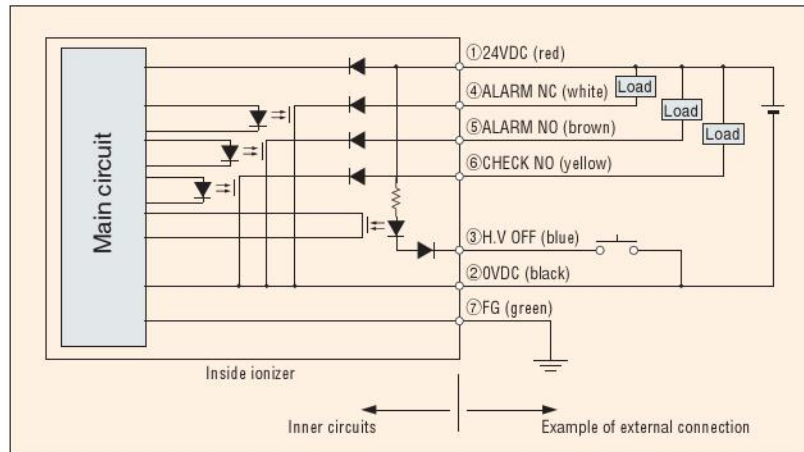 Main circuit
①24VDC (red)
④ALARM NC (white)
Load
⑤ALARM NO (brown)
Load
Load
⑥CHECK NO (yellow)
③H.V OFF (blue)
②0VDC (black)
⑦FG (green)
Inside ionizer
Inner circuits
Example of external connection